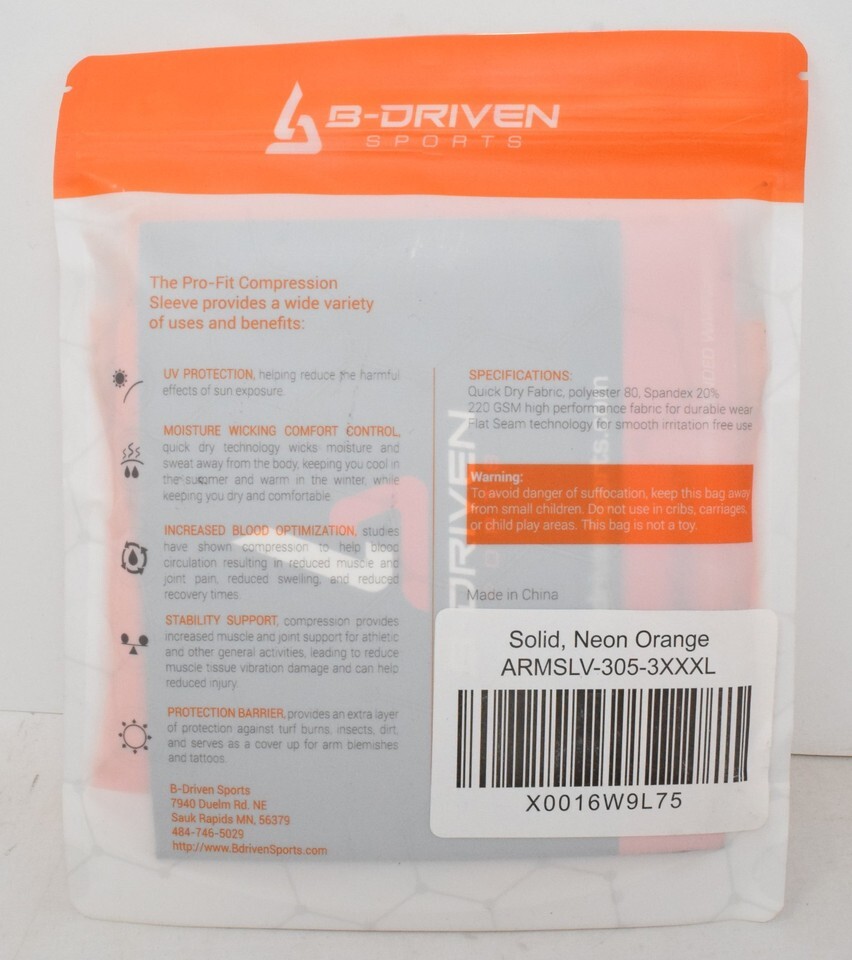 B-DRIVEN
SPORTS
The Pro-Fit Compression
Sleeve provides a wide variety
of uses and benefits:
UV PROTECTION, helping reduce the harmful
effects of sun exposure.
MOISTURE WICKING COMFORT CONTROL,
quick dry technology wicks moisture and
sweat away from the body, keeping you cool in
the summer and warm in the winter, while
keeping you dry and comfortable.
INCREASED BLOOD OPTIMIZATION, studies
have shown compression to help blood
circulation resulting in reduced muscle and
joint pain, reduced swelling, and reduced
recovery times.
STABILITY SUPPORT, compression provides
increased muscle and joint support for athletic
and other general activities, leading to reduce
muscle tissue vibration damage and can help
reduced injury.
PROTECTION BARRIER, provides an extra layer
of protection against turf burns, insects, dirt,
and serves as a cover up for arm blemishes
and tattoos.
B-Driven Sports
7940 Duelm Rd. NE
Sauk Rapids MN, 56379
484-746-5029
http://www.BdrivenSports.com
SPECIFICATIONS:
Quick Dry Fabric, polyester 80, Spandex 20%
220 GSM high performance fabric for durable wear
Flat Seam technology for smooth irritation free use
Warning:
To avoid danger of suffocation, keep this bag away
from small children. Do not use in cribs, carriages,
or child play areas. This bag is not a toy.
Made in China
DRIVEN
Solid, Neon Orange
ARMSLV-305-3XXXL
X0016W9L75